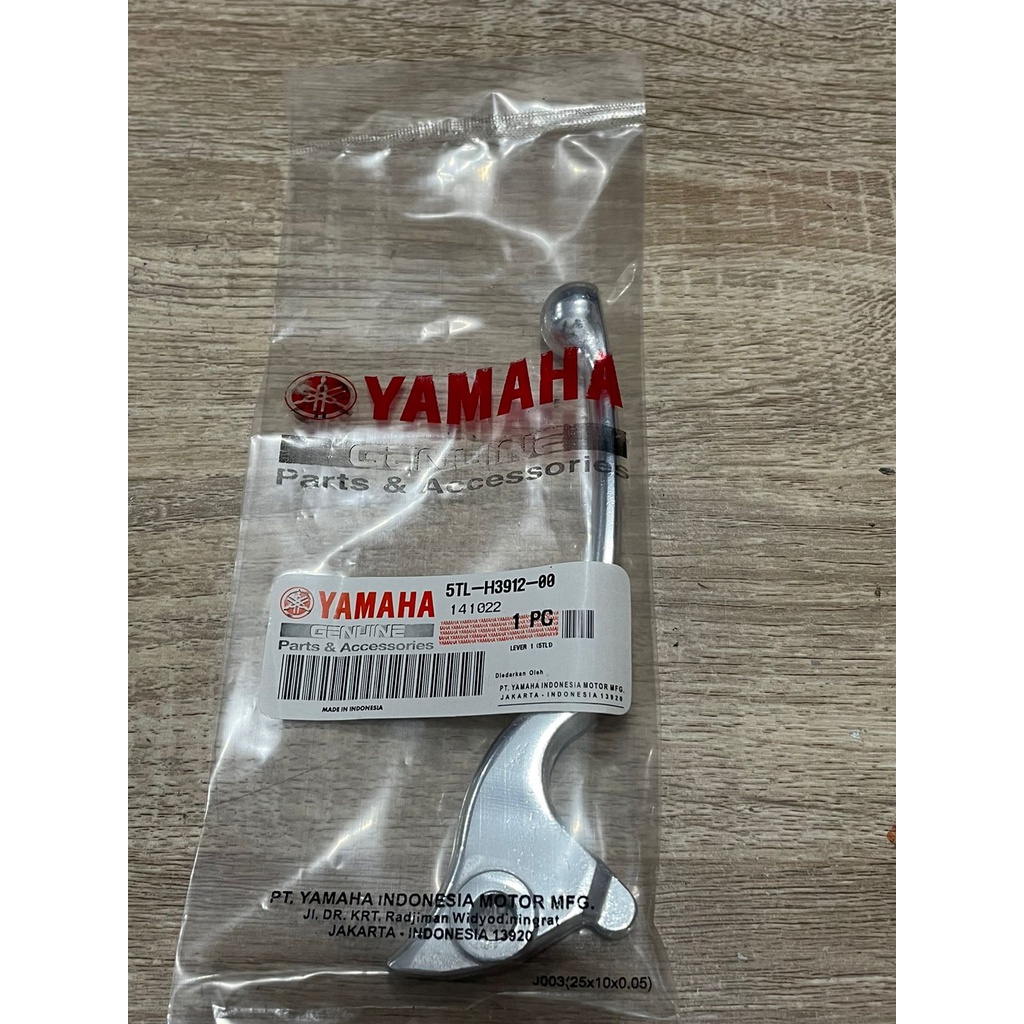 YAMAHA
GENUINE
Parts & Accessories
YAMAHA
GENUINE
Parts & Accessories
MADE IN INDONESIA
5TL-H3912-00
141022
1 PC
LEVER 1 (5TL)
Diedarkan Oleh
PT. YAMAHA INDONESIA MOTOR MFG.
JAKARTA - INDONESIA 13920
PT. YAMAHA INDONESIA MOTOR MFG.
Jl. DR. KRT. Radjiman Widyodiningrat
JAKARTA - INDONESIA 13920
J003(25x10x0.05)